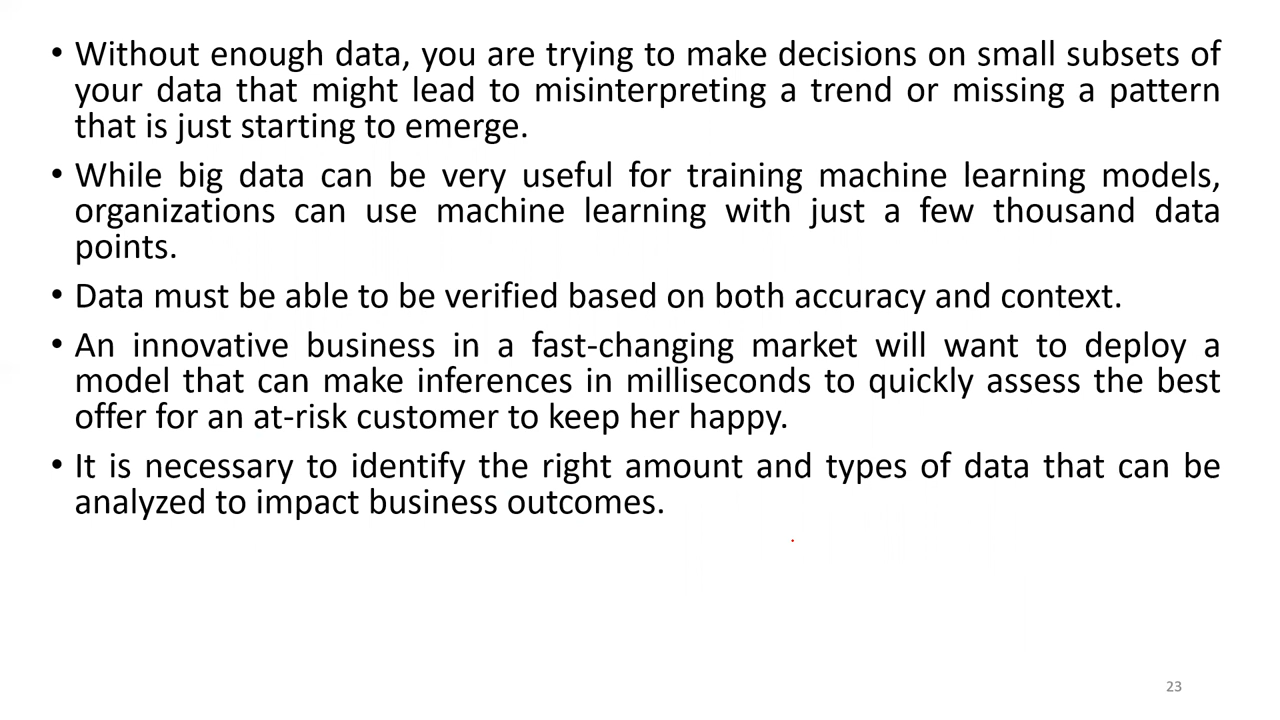 • Without enough data, you are trying to make decisions on small subsets of
your data that might lead to misinterpreting a trend or missing a pattern
that is just starting to emerge.
• While big data can be very useful for training machine learning models,
organizations can use machine learning with just a few thousand data
points.
• Data must be able to be verified based on both accuracy and context.
• An innovative business in a fast-changing market will want to deploy a
model that can make inferences in milliseconds to quickly assess the best
offer for an at-risk customer to keep her happy.
• It is necessary to identify the right amount and types of data that can be
analyzed to impact business outcomes.
23